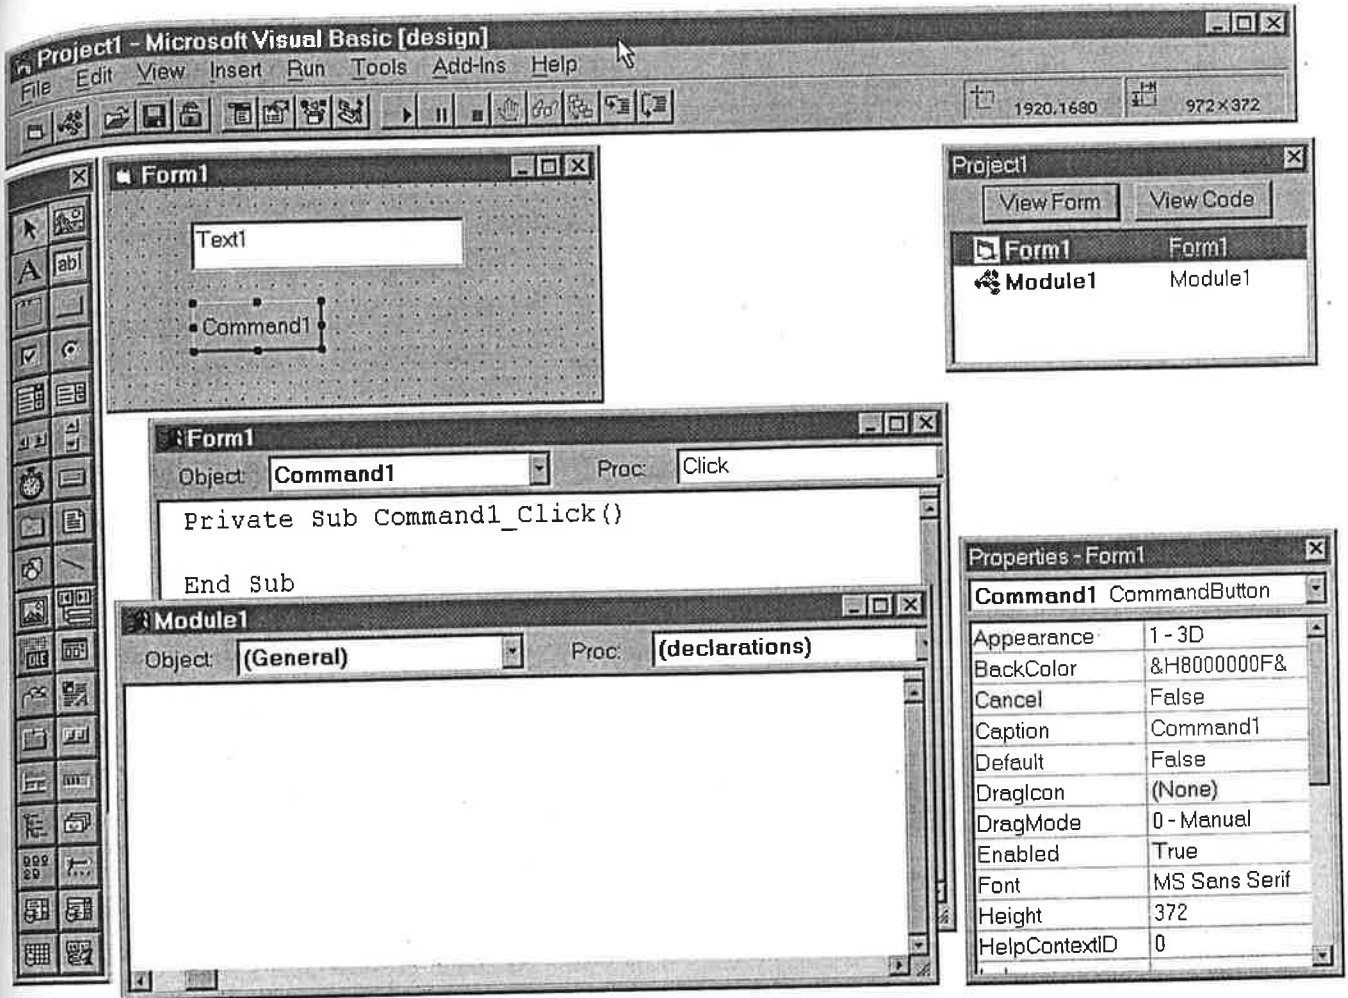 Project1 - Microsoft Visual Basic [design]
File Edit View Insert Run Tools Add-Ins Help
1920,1680 972×372
Form1
Text1
Command1
Project1
View Form View Code
Form1 Form1
Module1 Module1
Form1
Object: Command1 Proc: Click
Private Sub Command1_Click()
End Sub
Module1
Object: (General) Proc: (declarations)
A
abl
OLE
Properties - Form1
Command1 CommandButton
Appearance 1 - 3D
BackColor &H8000000F&
Cancel False
Caption Command1
Default False
DragIcon (None)
DragMode 0 - Manual
Enabled True
Font MS Sans Serif
Height 372
HelpContextID 0